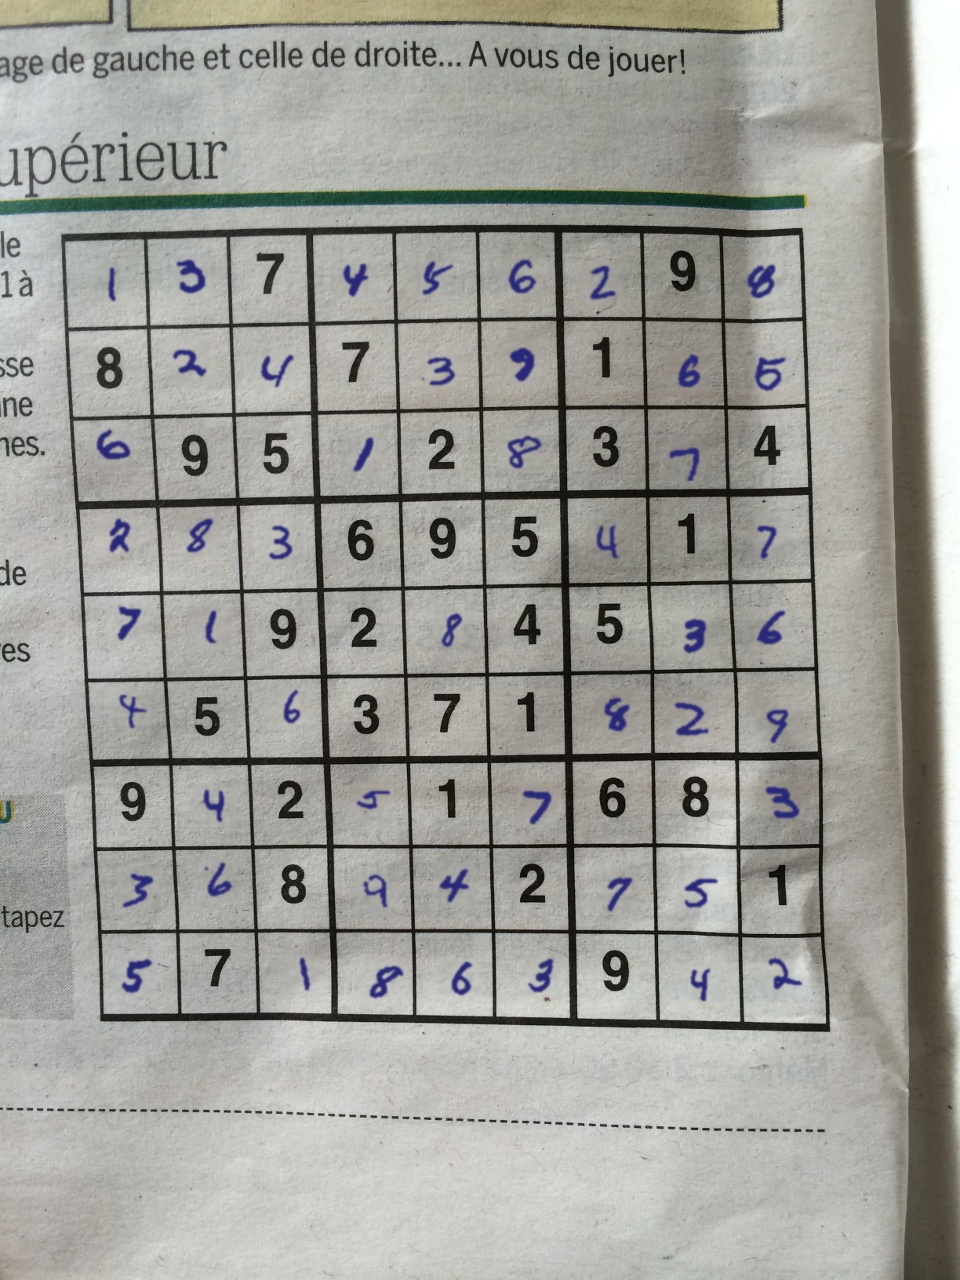 age de gauche et celle de droite... A vous de jouer!
upérieur
le
1 à
sse
ne
nes.
de
res
U
tapez
1 3 7 4 5 6 2 9 8
8 2 4 7 3 9 1 6 5
6 9 5 1 2 8 3 7 4
2 8 3 6 9 5 4 1 7
7 1 9 2 8 4 5 3 6
4 5 6 3 7 1 8 2 9
9 4 2 5 1 7 6 8 3
3 6 8 9 4 2 7 5 1
5 7 1 8 6 3 9 4 2